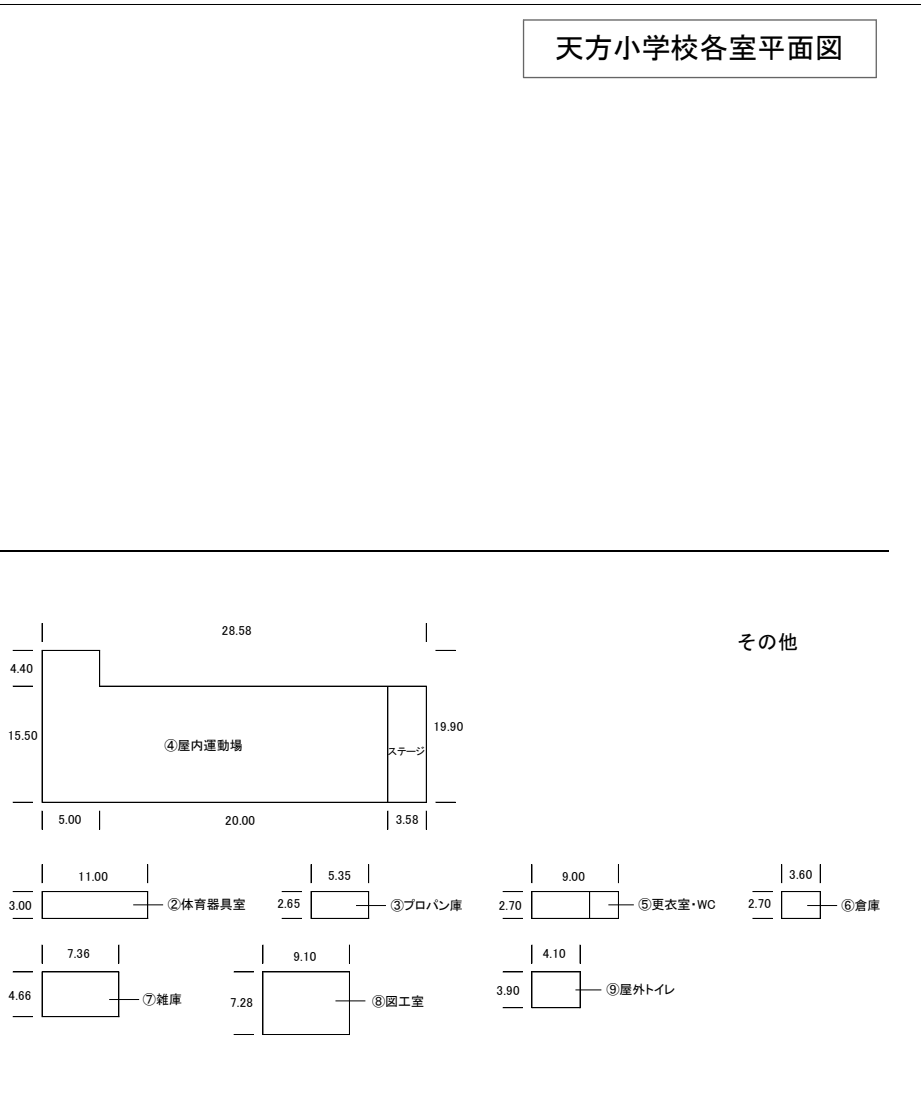 天方小学校各室平面図
28.58
その他
4.40
15.50
④屋内運動場
ステージ
19.90
5.00
20.00
3.58
11.00
3.00
②体育器具室
5.35
2.65
③プロパン庫
9.00
2.70
⑤更衣室・WC
3.60
2.70
⑥倉庫
7.36
4.66
⑦雑庫
9.10
7.28
⑧図工室
4.10
3.90
⑨屋外トイレ